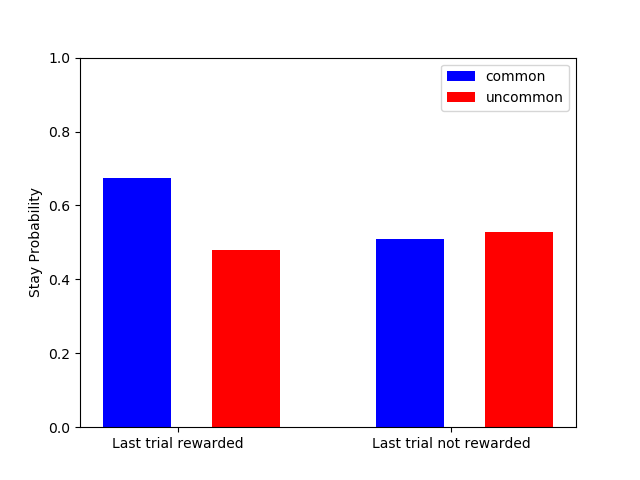 1.0
0.8
0.6
0.4
0.2
0.0
Stay Probability
common
uncommon
Last trial rewarded
Last trial not rewarded